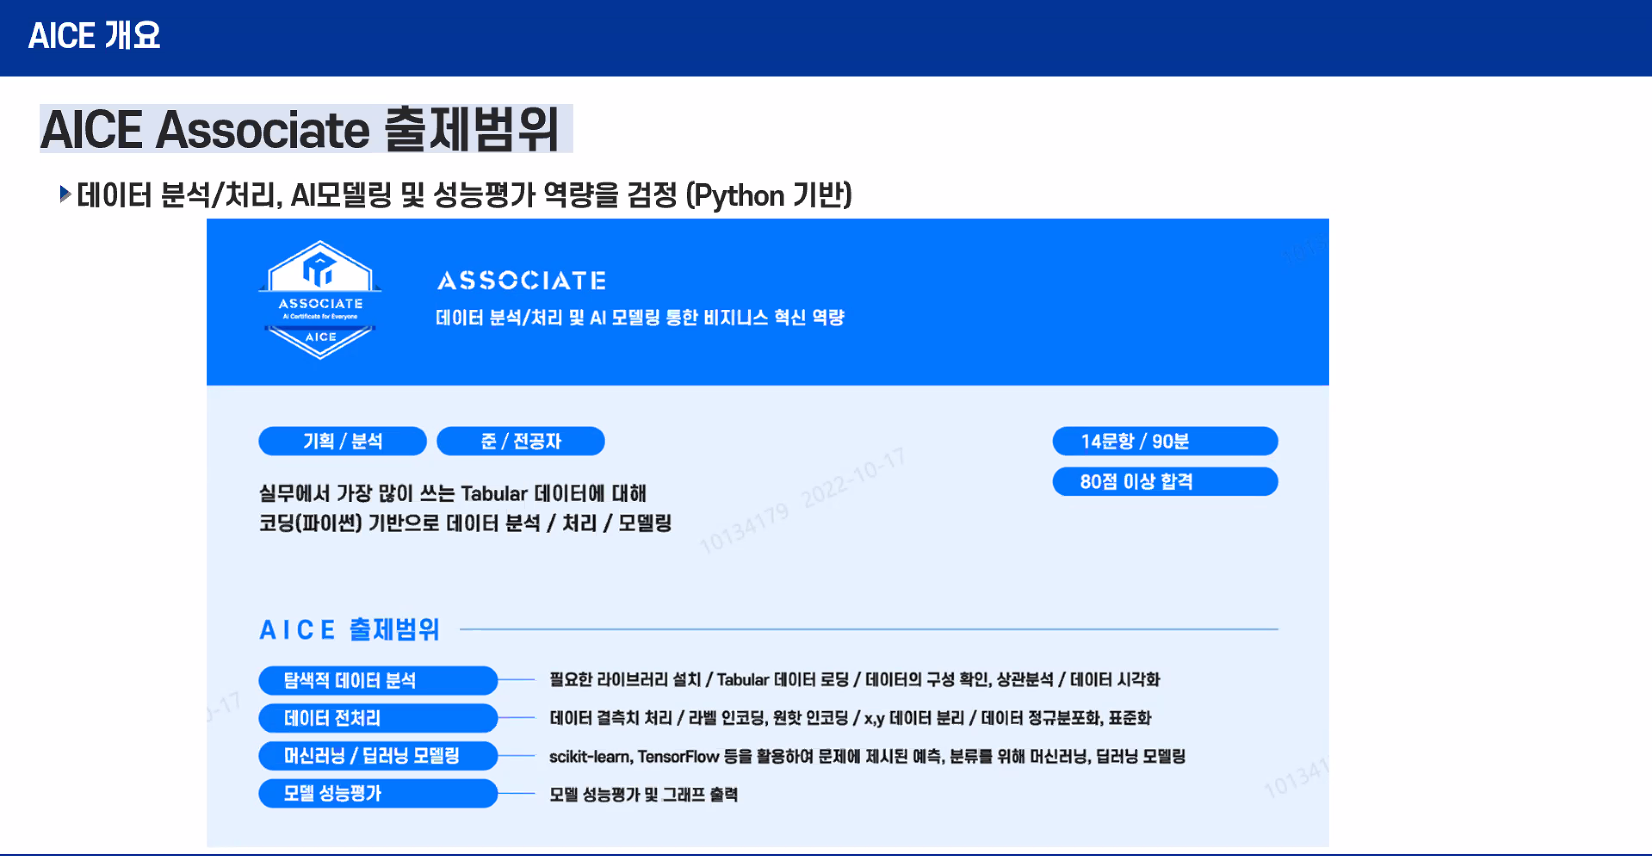 AICE 개요
AICE Associate 출제범위
데이터 분석/처리, AI모델링 및 성능평가 역량을 검정 (Python 기반)
ASSOCIATE
AI Certificate for Everyone
AICE
ASSOCIATE
데이터 분석/처리 및 AI 모델링 통한 비지니스 혁신 역량
기획 / 분석
준 / 전공자
14문항 / 90분
80점 이상 합격
실무에서 가장 많이 쓰는 Tabular 데이터에 대해
코딩(파이썬) 기반으로 데이터 분석 / 처리 / 모델링
10134179 2022-10-17
AICE 출제범위
탐색적 데이터 분석
필요한 라이브러리 설치 / Tabular 데이터 로딩 / 데이터의 구성 확인, 상관분석 / 데이터 시각화
데이터 전처리
데이터 결측치 처리 / 라벨 인코딩, 원핫 인코딩 / x,y 데이터 분리 / 데이터 정규분포화, 표준화
머신러닝 / 딥러닝 모델링
scikit-learn, TensorFlow 등을 활용하여 문제에 제시된 예측, 분류를 위해 머신러닝, 딥러닝 모델링
모델 성능평가
모델 성능평가 및 그래프 출력
0-17
101341